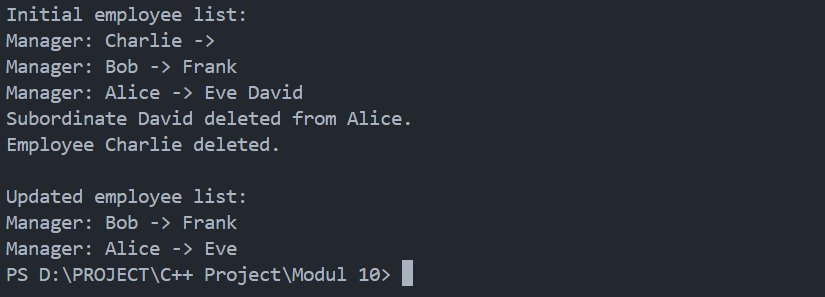 Initial employee list:
Manager: Charlie ->
Manager: Bob -> Frank
Manager: Alice -> Eve David
Subordinate David deleted from Alice.
Employee Charlie deleted.

Updated employee list:
Manager: Bob -> Frank
Manager: Alice -> Eve
PS D:\PROJECT\C++ Project\Modul 10>